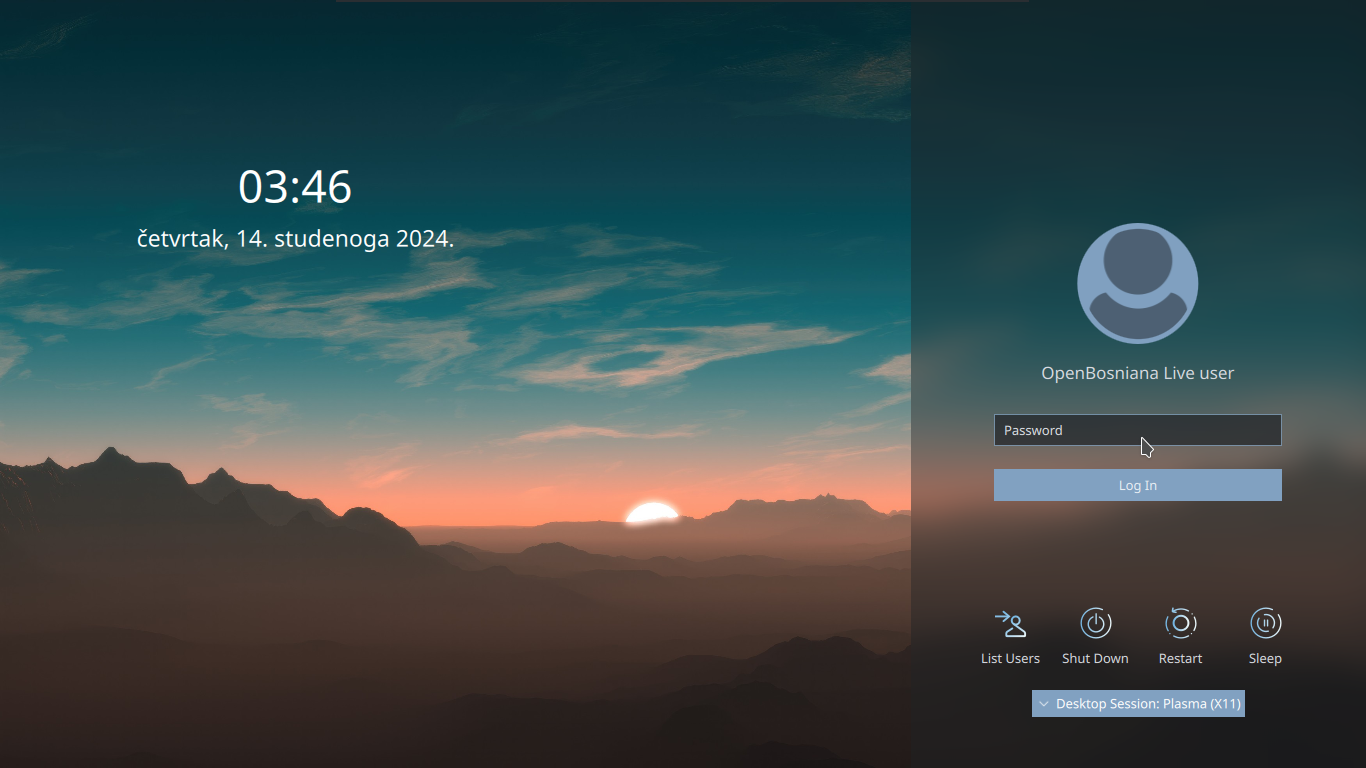 03:46
četvrtak, 14. studenoga 2024.
OpenBosniana Live user
Password
Log In
List Users
Shut Down
Restart
Sleep
Desktop Session: Plasma (X11)